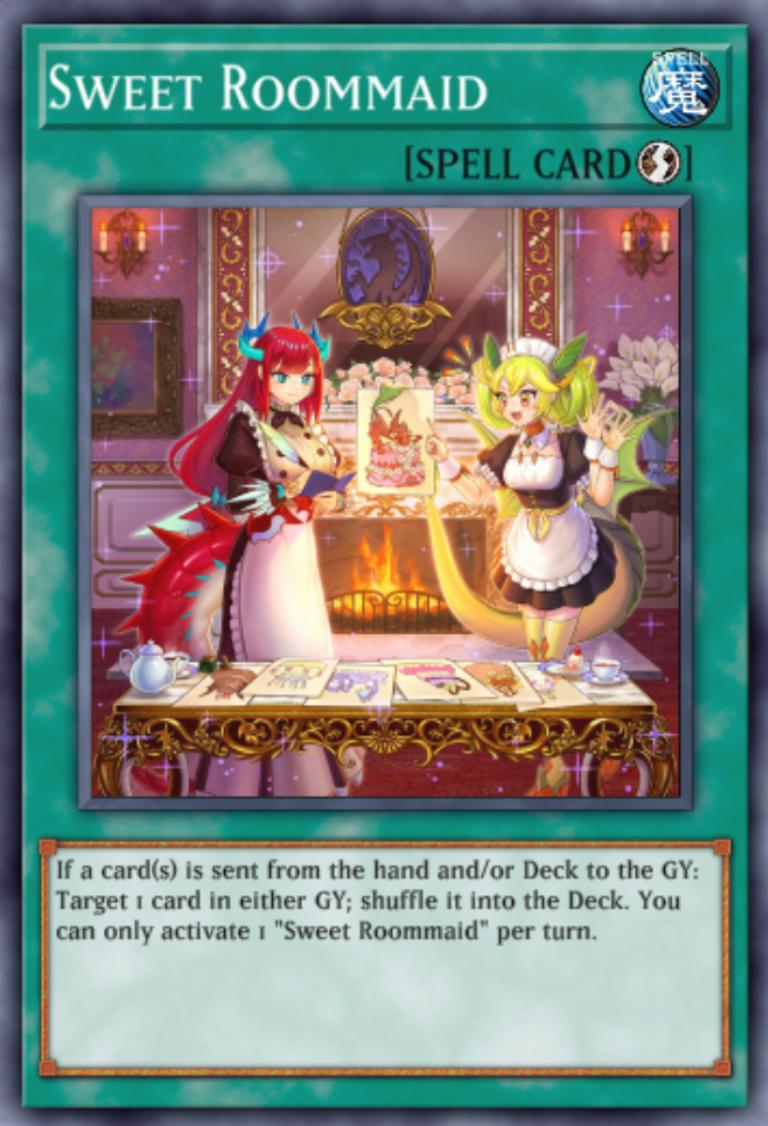 SWEET ROOMMAID
SPELL
魔
[SPELL CARD]
If a card(s) is sent from the hand and/or Deck to the GY:
Target 1 card in either GY; shuffle it into the Deck. You
can only activate 1 "Sweet Roommaid" per turn.